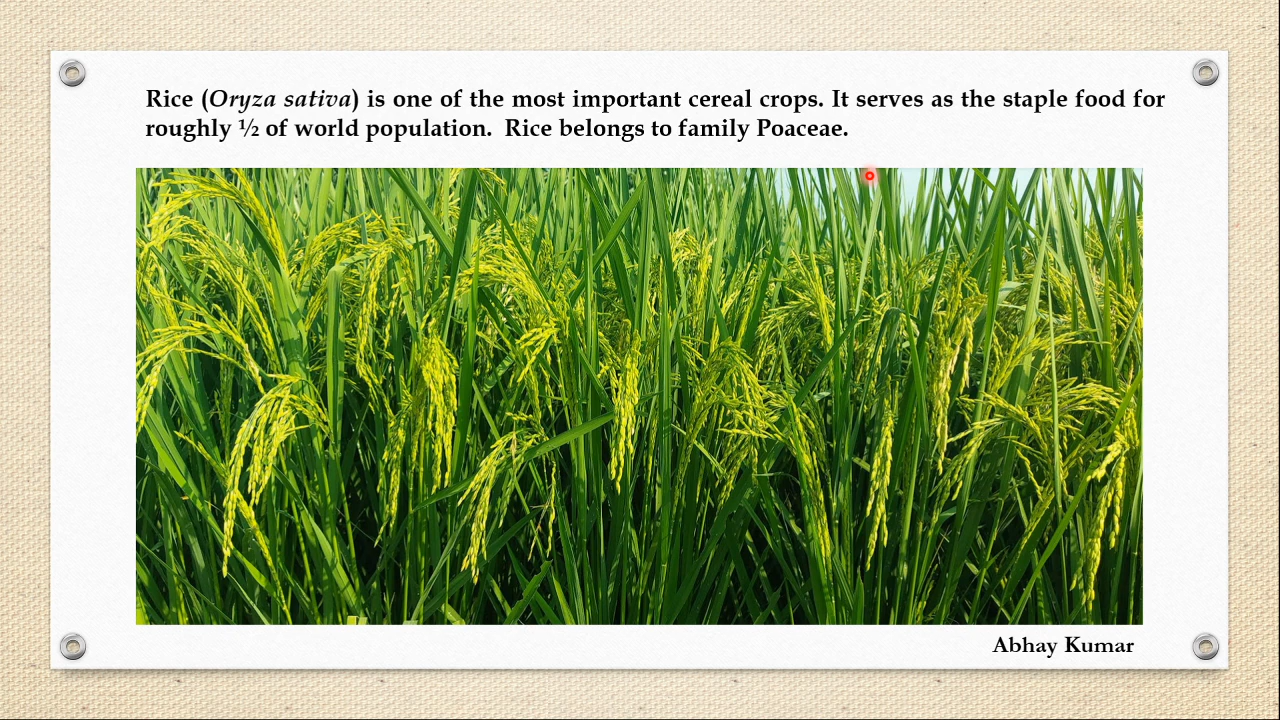 Rice (Oryza sativa) is one of the most important cereal crops. It serves as the staple food for
roughly ½ of world population.  Rice belongs to family Poaceae.
Abhay Kumar